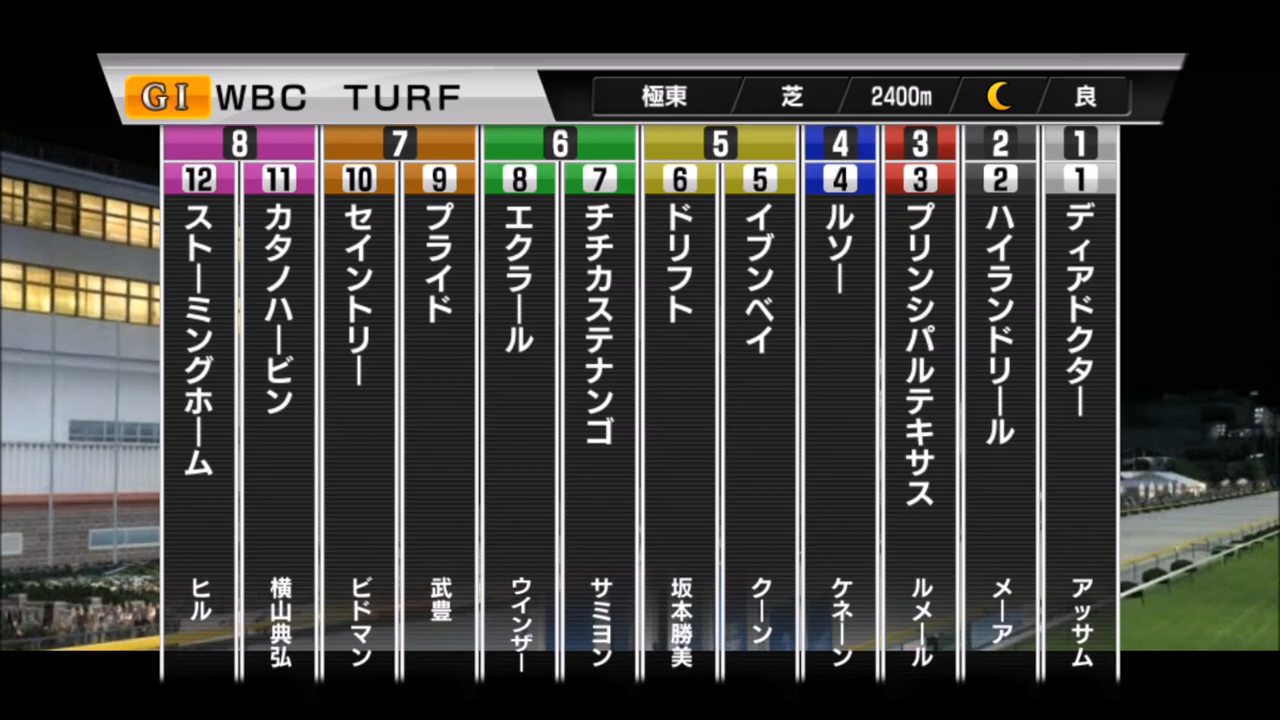 GI WBC TURF 極東 芝 2400m 良
1
1
ディアドクター
アッサム
2
2
ハイランドリール
メーア
3
3
プリンシパルテキサス
ルメール
4
4
ルソー
ケネーン
5
5
イブンベイ
クーン
6
ドリフト
坂本勝美
6
7
チチカステナンゴ
サミヨン
8
エクラール
ウィンザー
7
9
プライド
武豊
10
セイントリー
ビドマン
8
11
カタノハービン
横山典弘
12
ストーミングホーム
ヒル